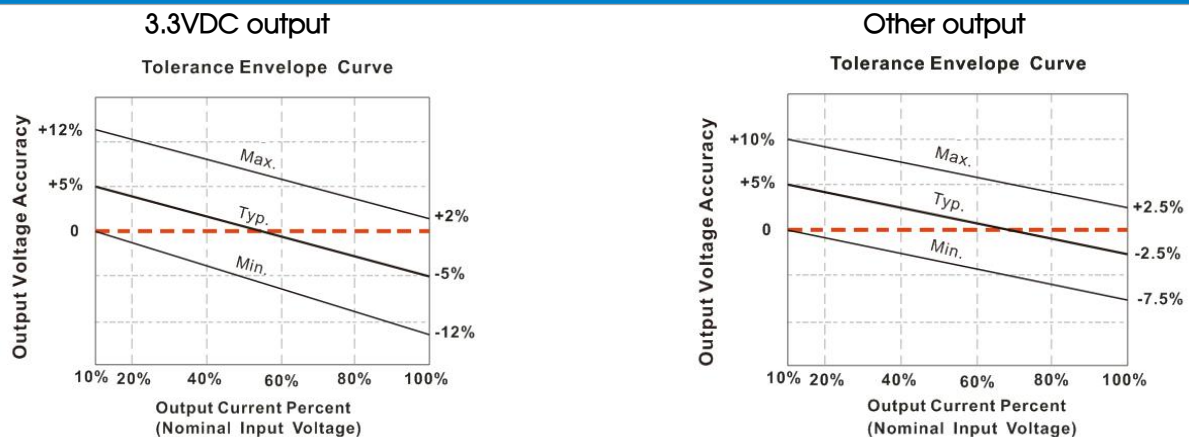 3.3VDC output
Tolerance Envelope Curve
Output Voltage Accuracy
+12%
+5%
0
Max.
Typ.
Min.
+2%
-5%
-12%
10% 20% 40% 60% 80% 100%
Output Current Percent
(Nominal Input Voltage)
Other output
Tolerance Envelope Curve
Output Voltage Accuracy
+10%
+5%
0
Max.
Typ.
Min.
+2.5%
-2.5%
-7.5%
10% 20% 40% 60% 80% 100%
Output Current Percent
(Nominal Input Voltage)